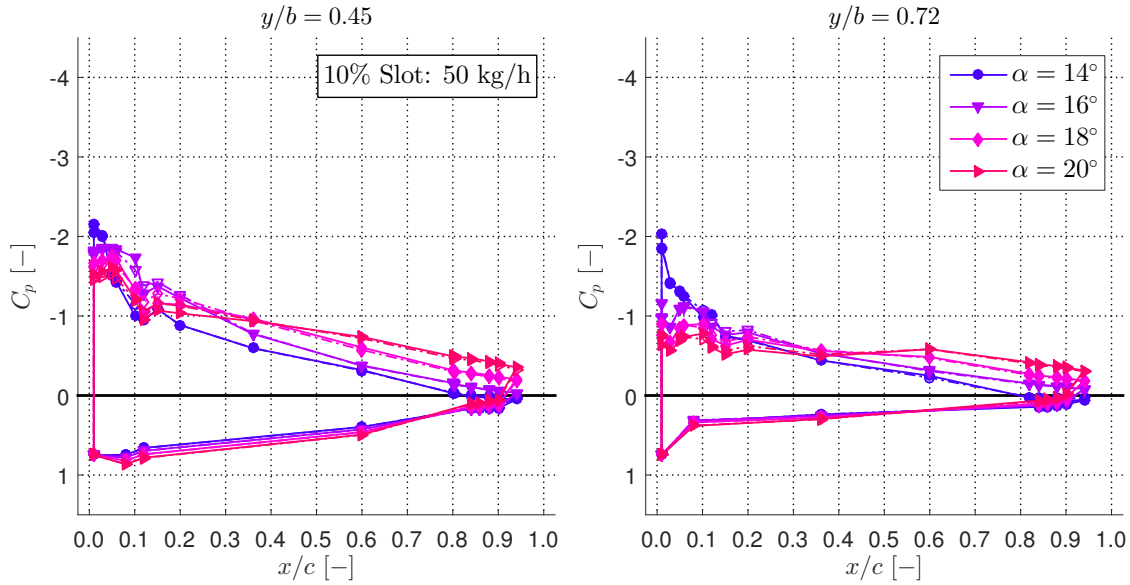 y/b = 0.45
-4
-3
-2
-1
0
1
C_p [−]
10% Slot: 50 kg/h
0.0 0.1 0.2 0.3 0.4 0.5 0.6 0.7 0.8 0.9 1.0
x/c [−]
y/b = 0.72
-4
-3
-2
-1
0
1
C_p [−]
α = 14°
α = 16°
α = 18°
α = 20°
0.0 0.1 0.2 0.3 0.4 0.5 0.6 0.7 0.8 0.9 1.0
x/c [−]